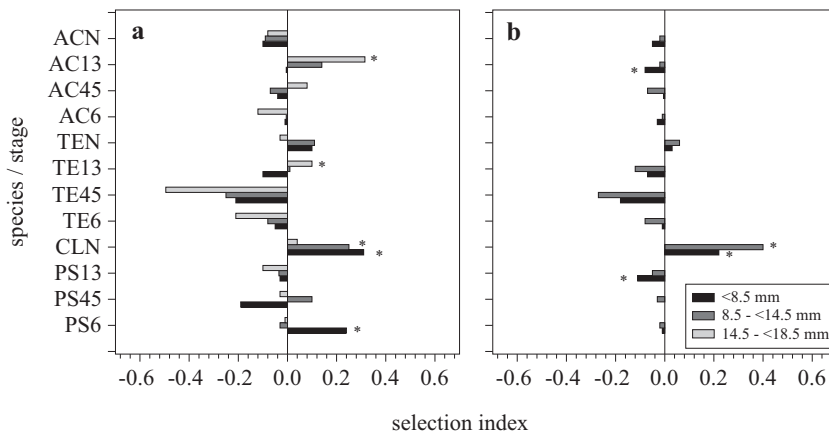 a
b
ACN
AC13
*
*
AC45
AC6
TEN
TE13
*
TE45
TE6
CLN
*
*
*
*
PS13
*
PS45
PS6
*
<8.5 mm
8.5 - <14.5 mm
14.5 - <18.5 mm
species / stage
-0.6 -0.4 -0.2 0.0 0.2 0.4 0.6
-0.6 -0.4 -0.2 0.0 0.2 0.4 0.6
selection index